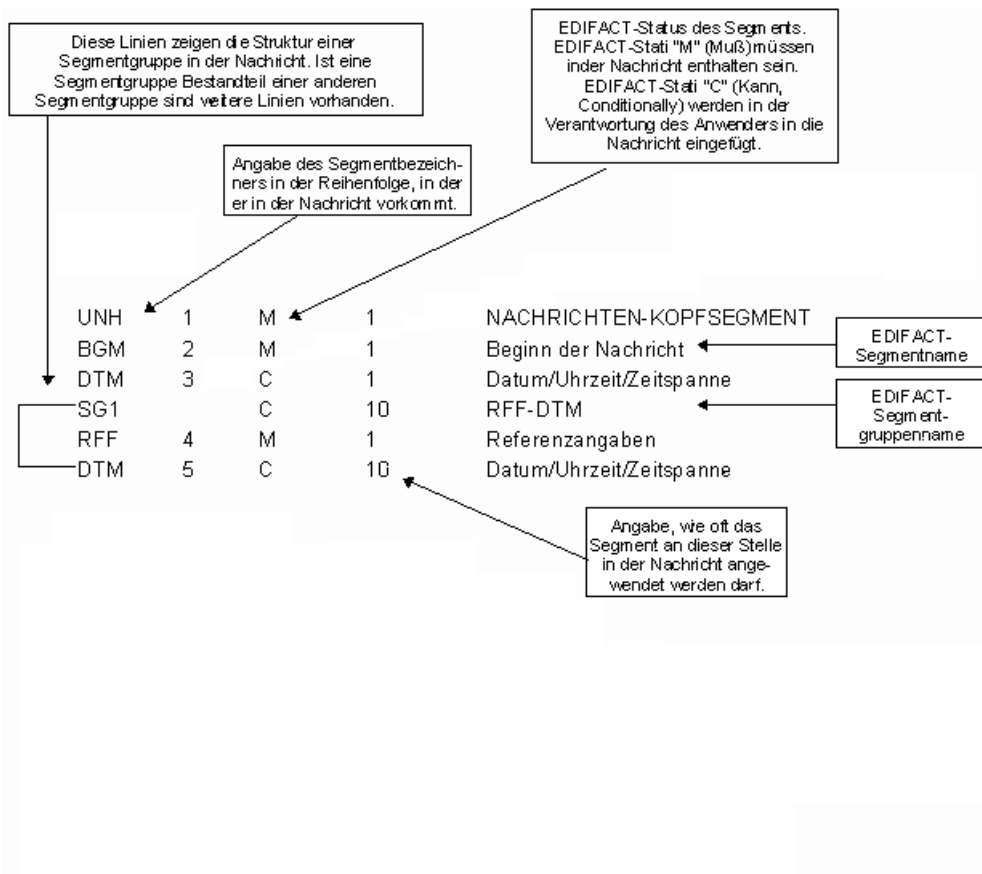 Diese Linien zeigen die Struktur einer
Segmentgruppe in der Nachricht. Ist eine
Segmentgruppe Bestandteil einer anderen
Segmentgruppe sind weitere Linien vorhanden.
EDIFACT-Status des Segments.
EDIFACT-Stati "M" (Muß) müssen
inder Nachricht enthalten sein.
EDIFACT-Stati "C" (Kann,
Conditionally) werden in der
Verantwortung des Anwenders in die
Nachricht eingefügt.
Angabe des Segmentbezeich-
ners in der Reihenfolge, in der
er in der Nachricht vorkommt.
UNH 1 M 1 NACHRICHTEN-KOPFSEGMENT
BGM 2 M 1 Beginn der Nachricht
DTM 3 C 1 Datum/Uhrzeit/Zeitspanne
SG1 C 10 RFF-DTM
RFF 4 M 1 Referenzangaben
DTM 5 C 10 Datum/Uhrzeit/Zeitspanne
EDIFACT-
Segmentname
EDIFACT-
Segment-
gruppenname
Angabe, wie oft das
Segment an dieser Stelle
in der Nachricht ange-
wendet werden darf.